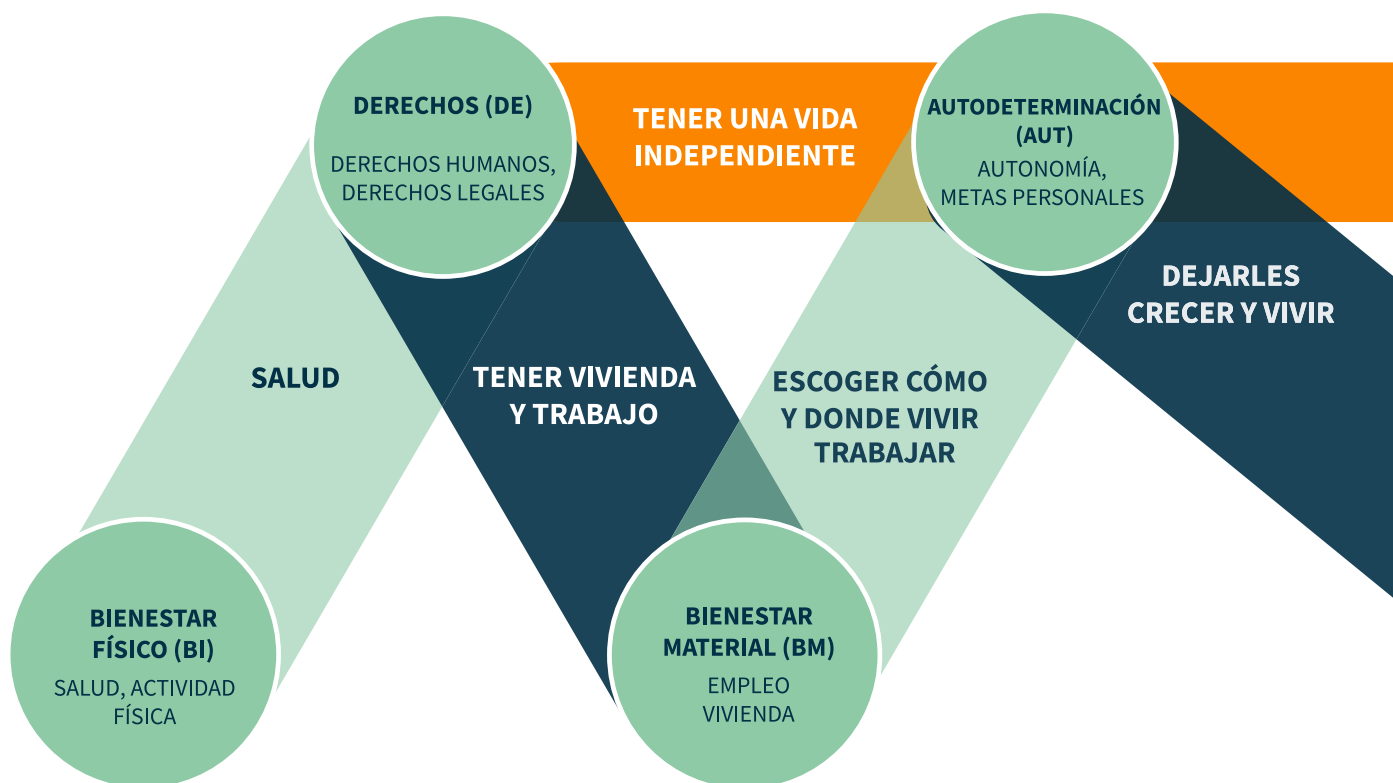 DERECHOS (DE)
DERECHOS HUMANOS,
DERECHOS LEGALES
TENER UNA VIDA
INDEPENDIENTE
AUTODETERMINACIÓN
(AUT)
AUTONOMÍA,
METAS PERSONALES
DEJARLES
CRECER Y VIVIR
SALUD
TENER VIVIENDA
Y TRABAJO
ESCOGER CÓMO
Y DONDE VIVIR
TRABAJAR
BIENESTAR
FÍSICO (BI)
SALUD, ACTIVIDAD
FÍSICA
BIENESTAR
MATERIAL (BM)
EMPLEO
VIVIENDA